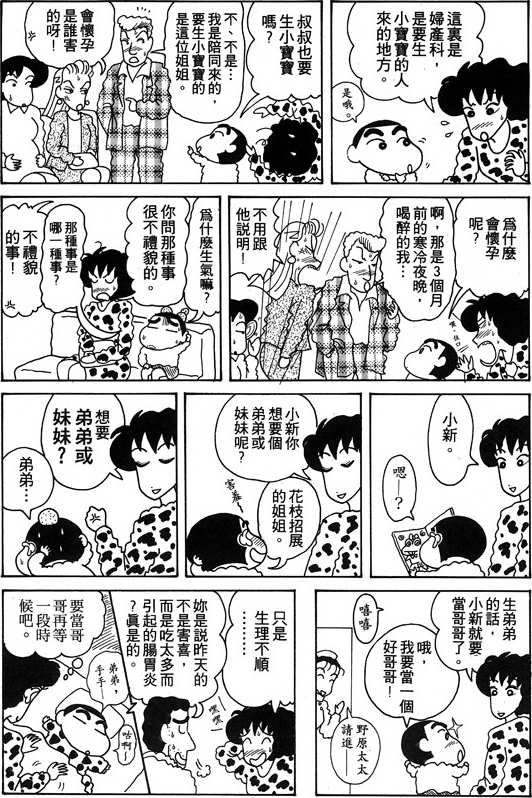 這裏是
婦產科,
是要生
小寶寶的人
來的地方。
是哦。
叔叔也要
生小寶寶
嗎?
不、不是…
我是陪同來的,
要生小寶寶的
是這位姐姐。
會懷孕
是誰害
的呀!
爲什麼
會懷孕
呢?
啊,那是3個月
前的寒冷夜晚,
喝醉的我…
不用跟
他説明!
爲什麼生氣嘛?
你問那種事
很不禮貌的。
那種事是
哪一種事?
不禮貌
的事!
小新。
嗯
?
小新你
想要個
弟弟或
妹妹呢?
花枝招展
的姐姐。
害羞
想要
弟弟或
妹妹?
弟弟…
生弟弟
的話,
小新就要
當哥哥了。
哦,
我要當一個
好哥哥!
嘻嘻
野原太太
請進—
只是
生理不順
……
妳是説昨天的
不是害喜,
而是吃太多而
引起的腸胃炎
?真是的。
嘿嘿
弟弟,
乖乖…
咕啊—
要當哥
哥再等
一段時
候吧。